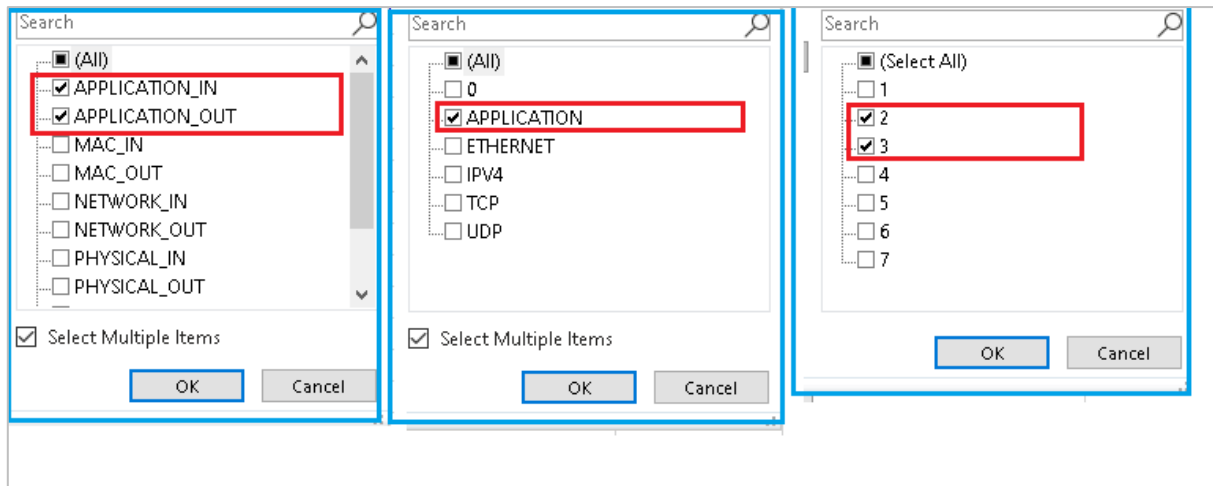 Search
(All)
APPLICATION_IN
APPLICATION_OUT
MAC_IN
MAC_OUT
NETWORK_IN
NETWORK_OUT
PHYSICAL_IN
PHYSICAL_OUT
Select Multiple Items
OK Cancel
Search
(All)
0
APPLICATION
ETHERNET
IPV4
TCP
UDP
Select Multiple Items
OK Cancel
Search
(Select All)
1
2
3
4
5
6
7
OK Cancel